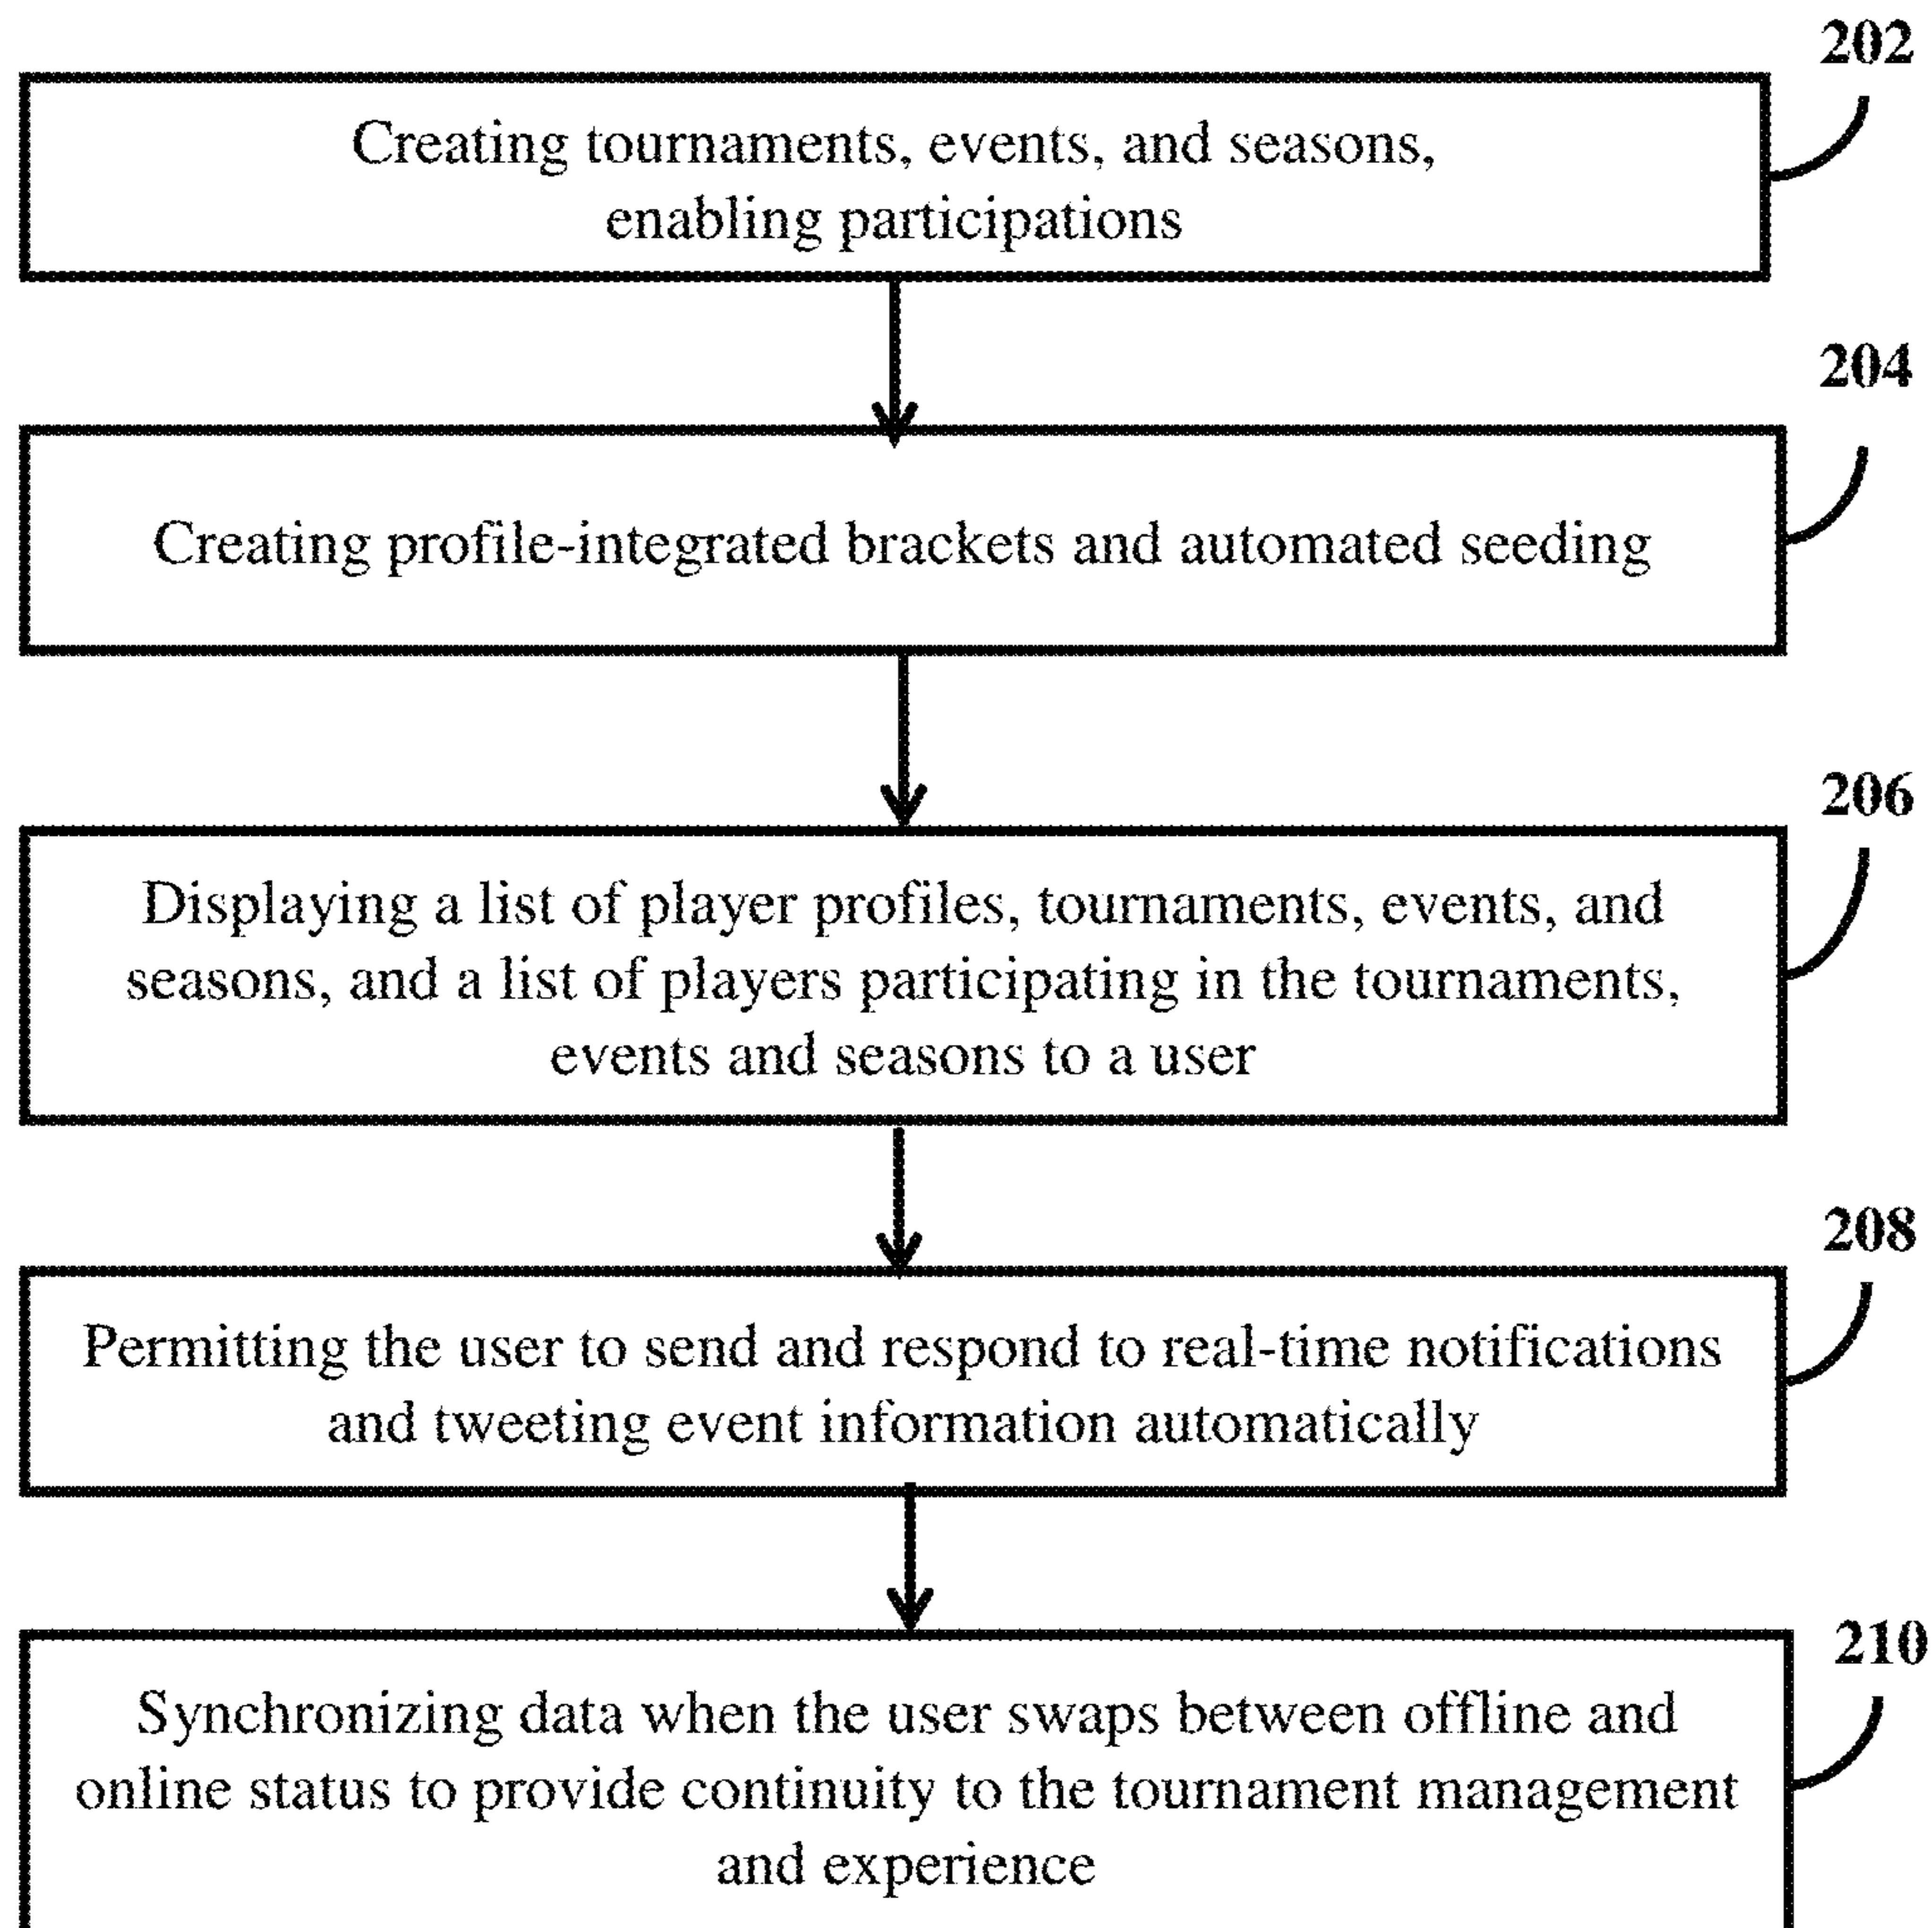 202
Creating tournaments, events, and seasons,
enabling participations
204
Creating profile-integrated brackets and automated seeding
206
Displaying a list of player profiles, tournaments, events, and
seasons, and a list of players participating in the tournaments,
events and seasons to a user
208
Permitting the user to send and respond to real-time notifications
and tweeting event information automatically
210
Synchronizing data when the user swaps between offline and
online status to provide continuity to the tournament management
and experience